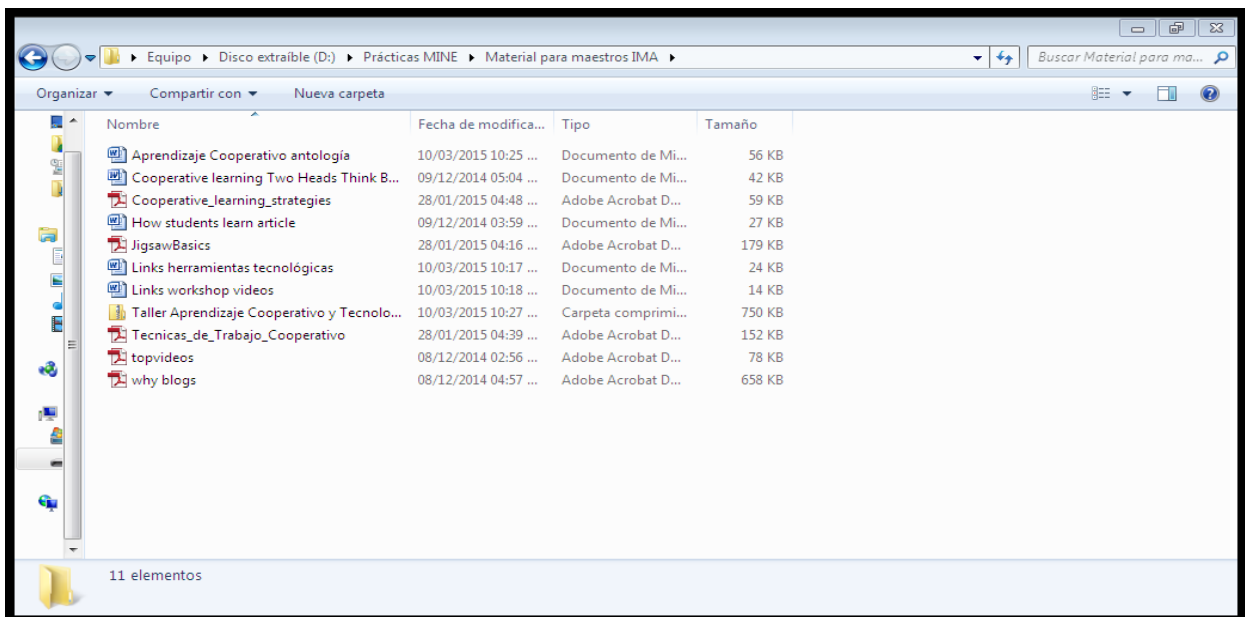 Equipo ▸ Disco extraíble (D:) ▸ Prácticas MINE ▸ Material para maestros IMA ▸ Buscar Material para ma...
Organizar Compartir con Nueva carpeta
Nombre Fecha de modifica... Tipo Tamaño
Aprendizaje Cooperativo antología 10/03/2015 10:25 ... Documento de Mi... 56 KB
Cooperative learning Two Heads Think B... 09/12/2014 05:04 ... Documento de Mi... 42 KB
Cooperative_learning_strategies 28/01/2015 04:48 ... Adobe Acrobat D... 59 KB
How students learn article 09/12/2014 03:59 ... Documento de Mi... 27 KB
JigsawBasics 28/01/2015 04:16 ... Adobe Acrobat D... 179 KB
Links herramientas tecnológicas 10/03/2015 10:17 ... Documento de Mi... 24 KB
Links workshop videos 10/03/2015 10:18 ... Documento de Mi... 14 KB
Taller Aprendizaje Cooperativo y Tecnolo... 10/03/2015 10:27 ... Carpeta comprimi... 750 KB
Tecnicas_de_Trabajo_Cooperativo 28/01/2015 04:39 ... Adobe Acrobat D... 152 KB
topvideos 08/12/2014 02:56 ... Adobe Acrobat D... 78 KB
why blogs 08/12/2014 04:57 ... Adobe Acrobat D... 658 KB
11 elementos